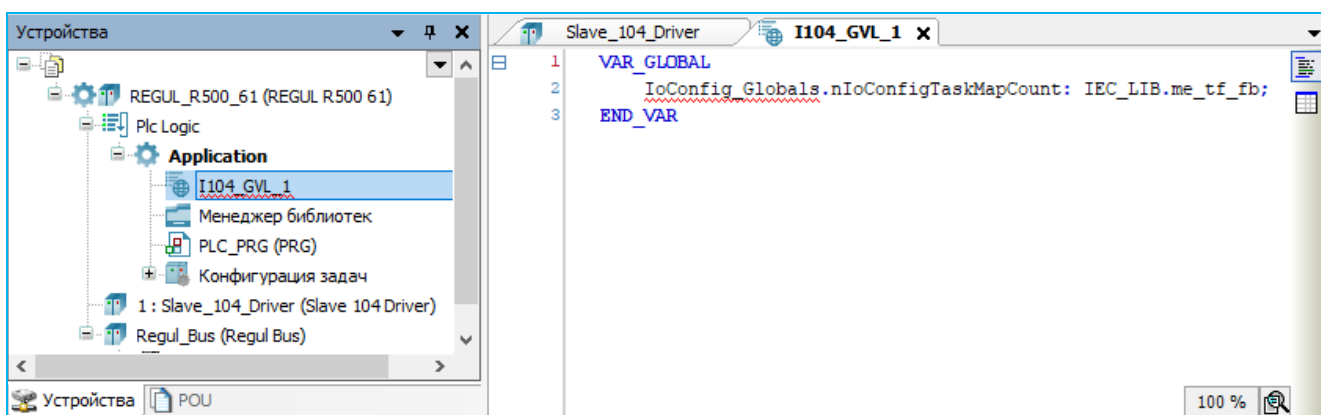 Устройства
REGUL_R500_61 (REGUL R500 61)
Plc Logic
Application
I104_GVL_1
Менеджер библиотек
PLC_PRG (PRG)
Конфигурация задач
1 : Slave_104_Driver (Slave 104 Driver)
Regul_Bus (Regul Bus)
Устройства POU
Slave_104_Driver I104_GVL_1
1 VAR_GLOBAL
2 IoConfig_Globals.nIoConfigTaskMapCount: IEC_LIB.me_tf_fb;
3 END_VAR
100 %